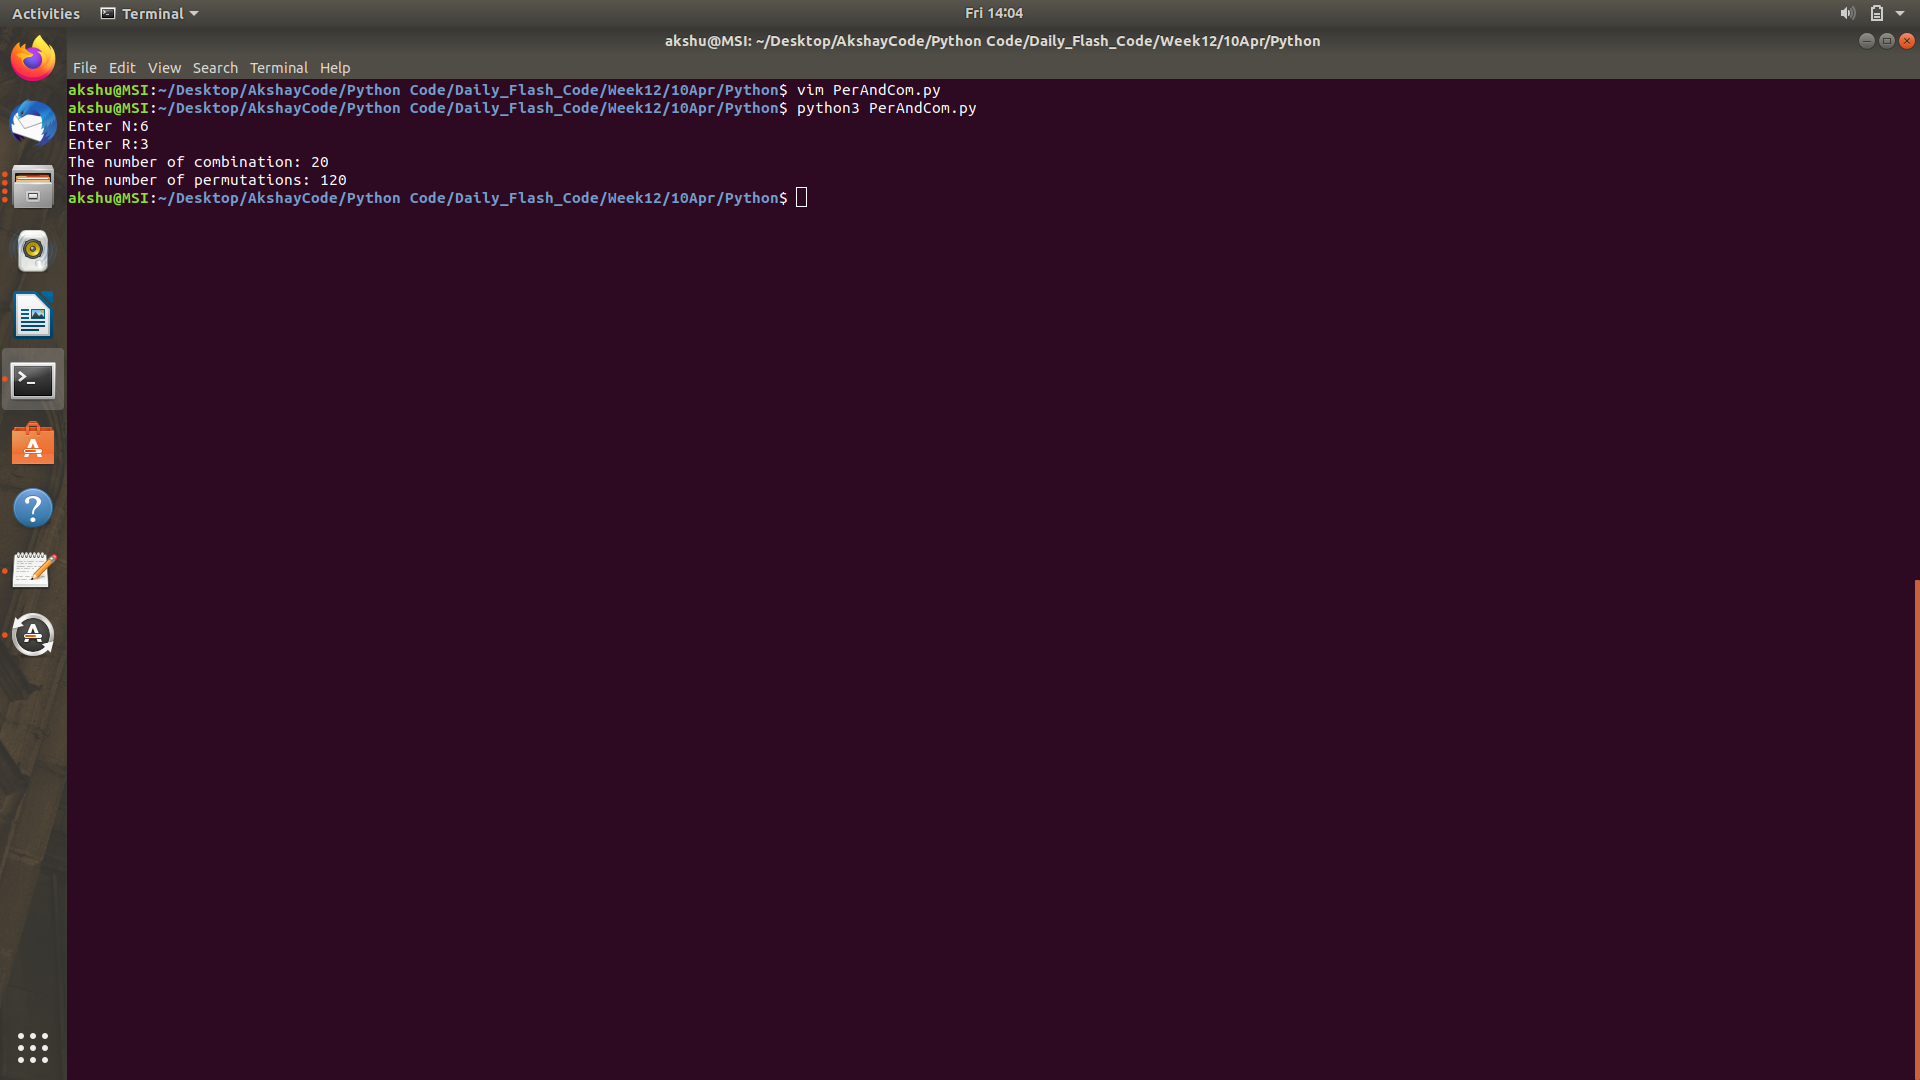 Activities Terminal Fri 14:04
akshu@MSI: ~/Desktop/AkshayCode/Python Code/Daily_Flash_Code/Week12/10Apr/Python
File Edit View Search Terminal Help
akshu@MSI:~/Desktop/AkshayCode/Python Code/Daily_Flash_Code/Week12/10Apr/Python$ vim PerAndCom.py
akshu@MSI:~/Desktop/AkshayCode/Python Code/Daily_Flash_Code/Week12/10Apr/Python$ python3 PerAndCom.py
Enter N:6
Enter R:3
The number of combination: 20
The number of permutations: 120
akshu@MSI:~/Desktop/AkshayCode/Python Code/Daily_Flash_Code/Week12/10Apr/Python$